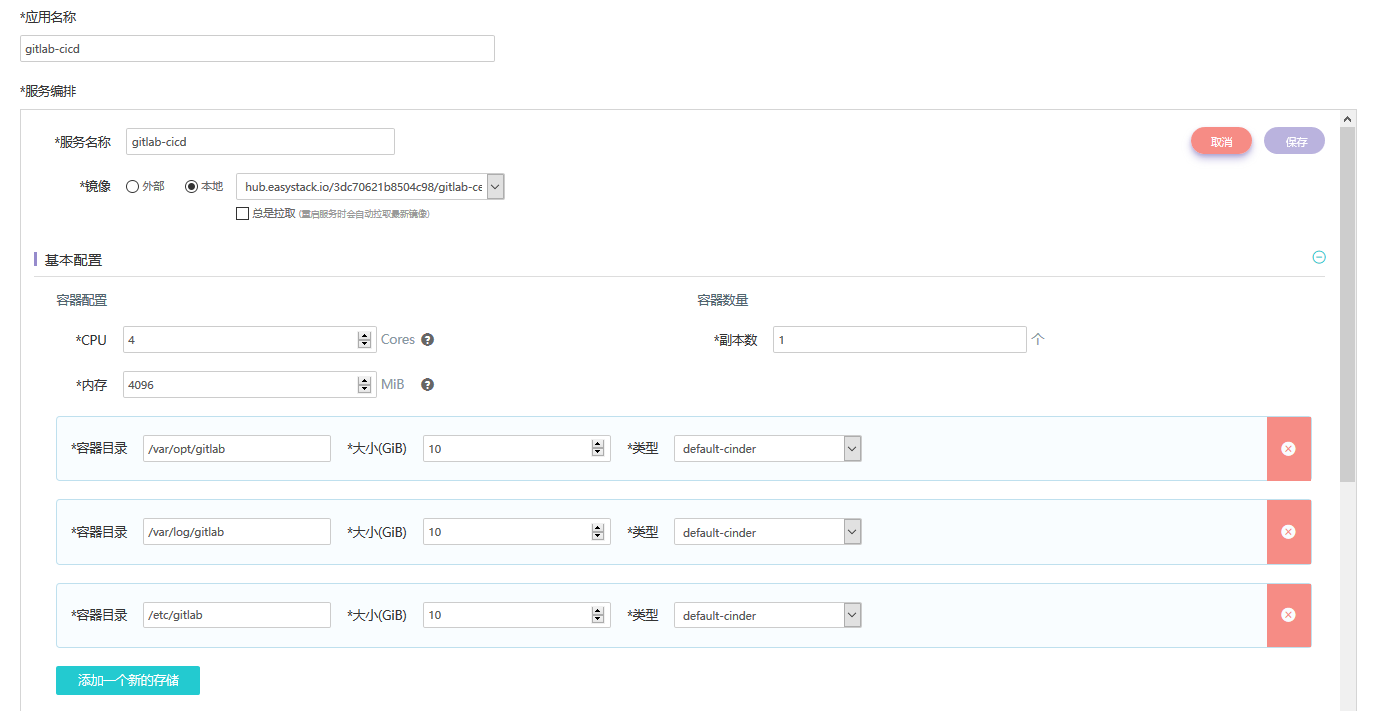 *应用名称
gitlab-cicd
*服务编排
*服务名称 gitlab-cicd 取消 保存
*镜像 外部 本地 hub.easystack.io/3dc70621b8504c98/gitlab-ce
总是拉取 (重启服务时会自动拉取最新镜像)
基本配置
容器配置 容器数量
*CPU 4 Cores *副本数 1 个
*内存 4096 MiB
*容器目录 /var/opt/gitlab *大小(GiB) 10 *类型 default-cinder
*容器目录 /var/log/gitlab *大小(GiB) 10 *类型 default-cinder
*容器目录 /etc/gitlab *大小(GiB) 10 *类型 default-cinder
添加一个新的存储